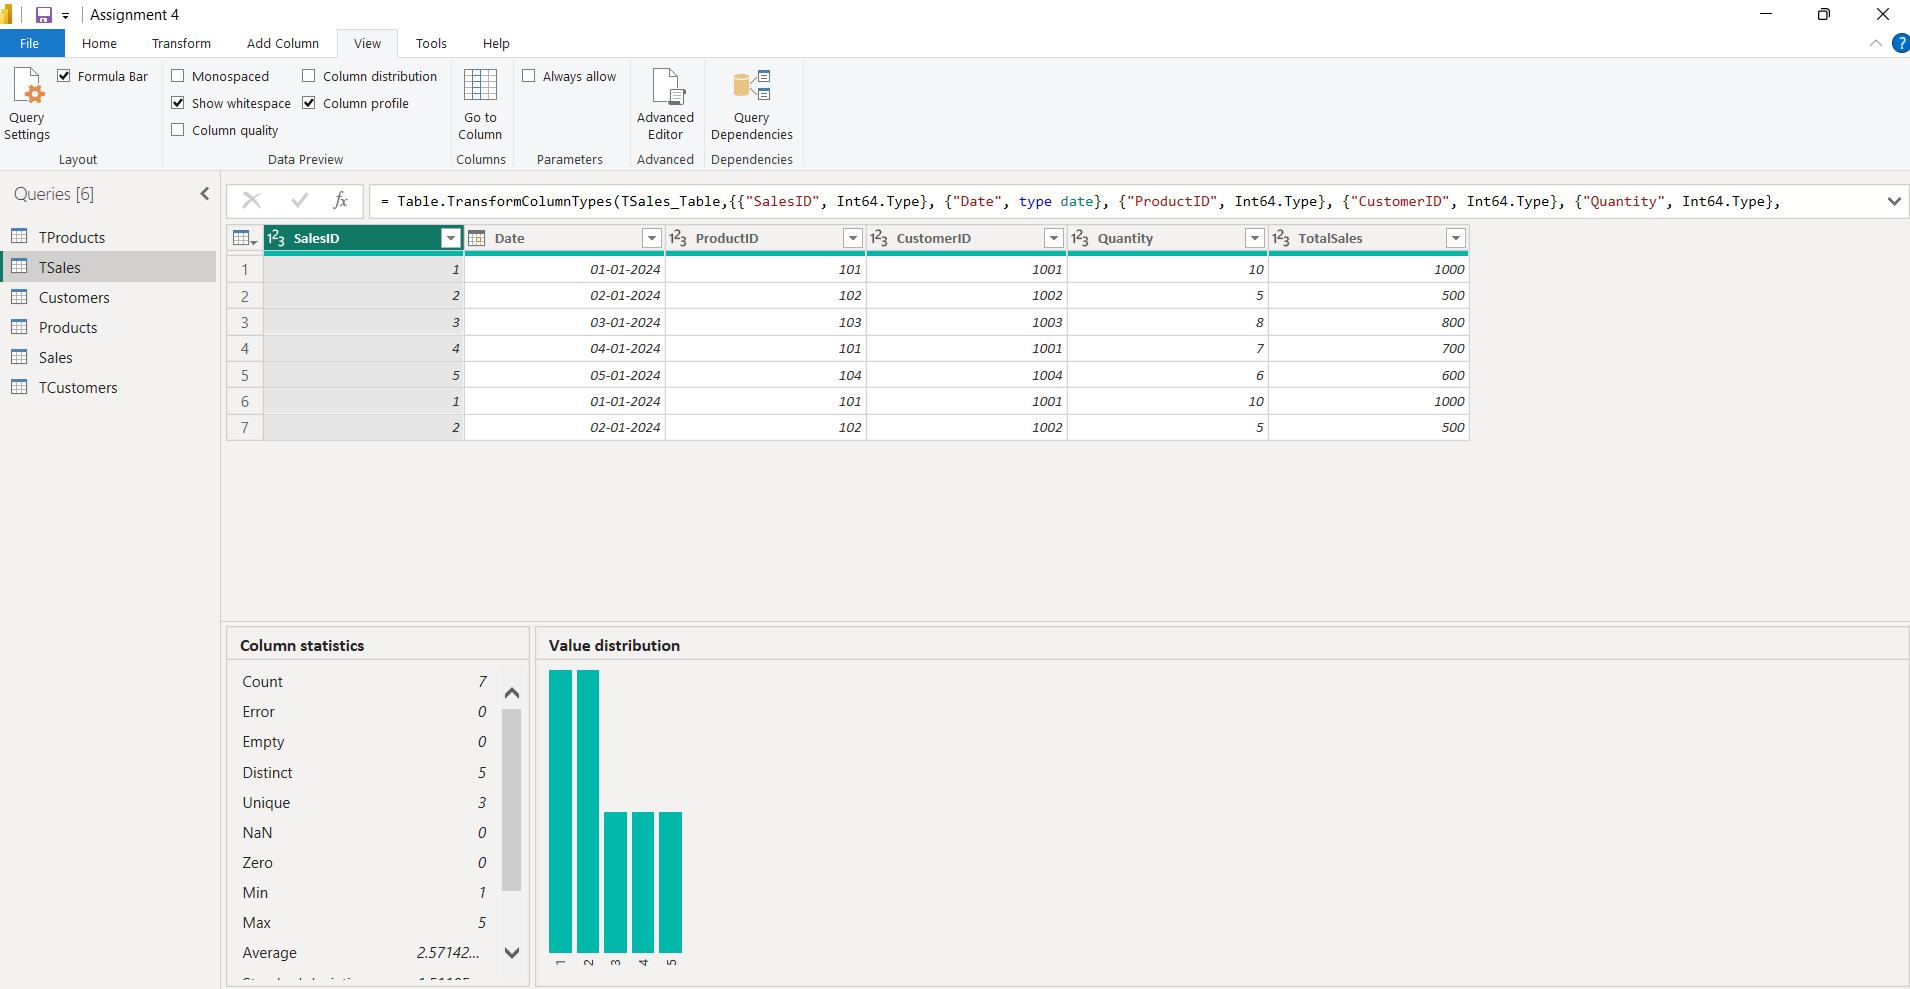 Assignment 4
File Home Transform Add Column View Tools Help
Query Settings
Formula Bar
Layout
Monospaced
Show whitespace
Column quality
Column distribution
Column profile
Data Preview
Go to Column
Columns
Always allow
Parameters
Advanced Editor
Advanced
Query Dependencies
Dependencies
Queries [6]
TProducts
TSales
Customers
Products
Sales
TCustomers
fx
= Table.TransformColumnTypes(TSales_Table,{{"SalesID", Int64.Type}, {"Date", type date}, {"ProductID", Int64.Type}, {"CustomerID", Int64.Type}, {"Quantity", Int64.Type},
123 SalesID Date 123 ProductID 123 CustomerID 123 Quantity 123 TotalSales
1 1 01-01-2024 101 1001 10 1000
2 2 02-01-2024 102 1002 5 500
3 3 03-01-2024 103 1003 8 800
4 4 04-01-2024 101 1001 7 700
5 5 05-01-2024 104 1004 6 600
6 1 01-01-2024 101 1001 10 1000
7 2 02-01-2024 102 1002 5 500
Column statistics
Count 7
Error 0
Empty 0
Distinct 5
Unique 3
NaN 0
Zero 0
Min 1
Max 5
Average 2.57142...
Value distribution
1 2 3 4 5